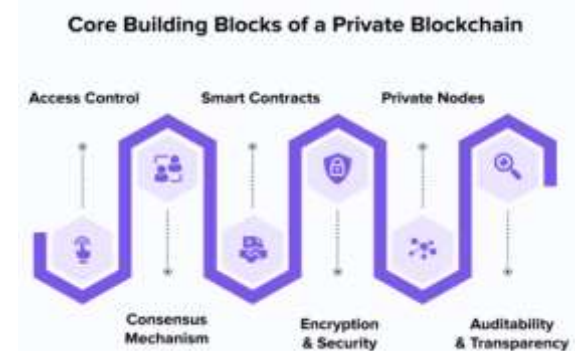 Core Building Blocks of a Private Blockchain
Access Control
Smart Contracts
Private Nodes
Consensus
Mechanism
Encryption
& Security
Auditability
& Transparency